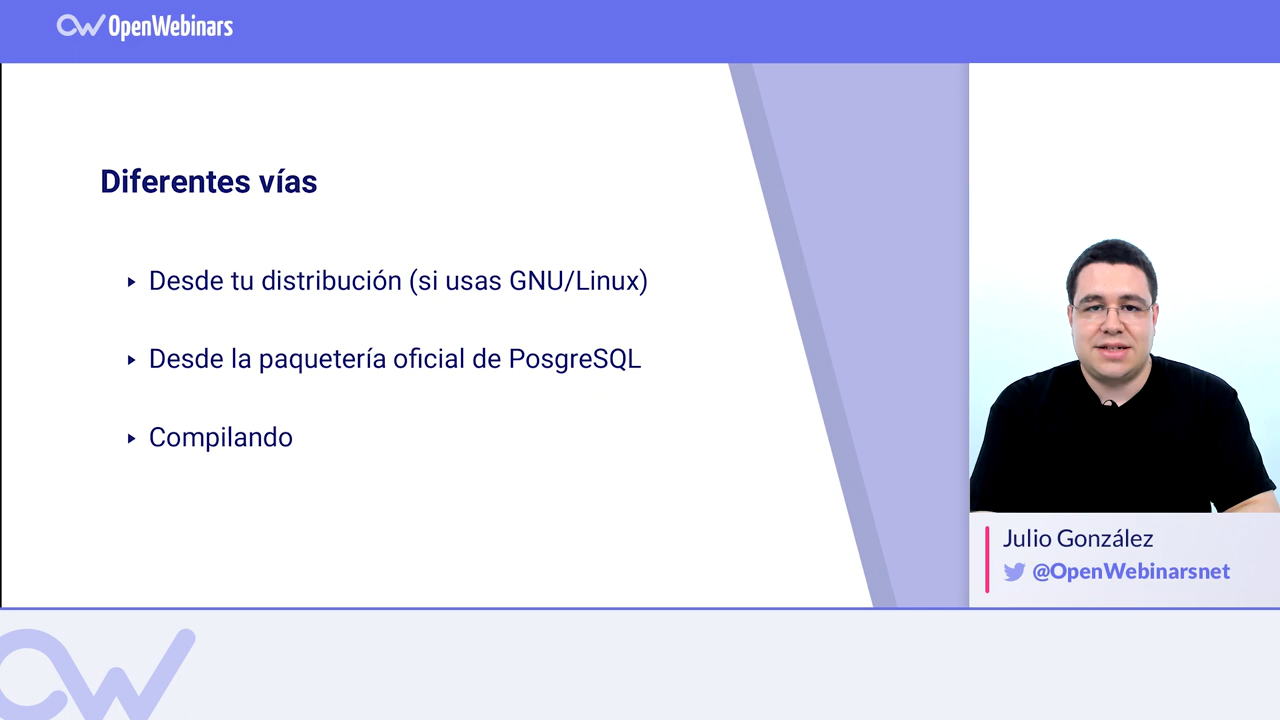 OpenWebinars
Diferentes vías
Desde tu distribución (si usas GNU/Linux)
Desde la paquetería oficial de PosgreSQL
Compilando
Julio González
@OpenWebinarsnet